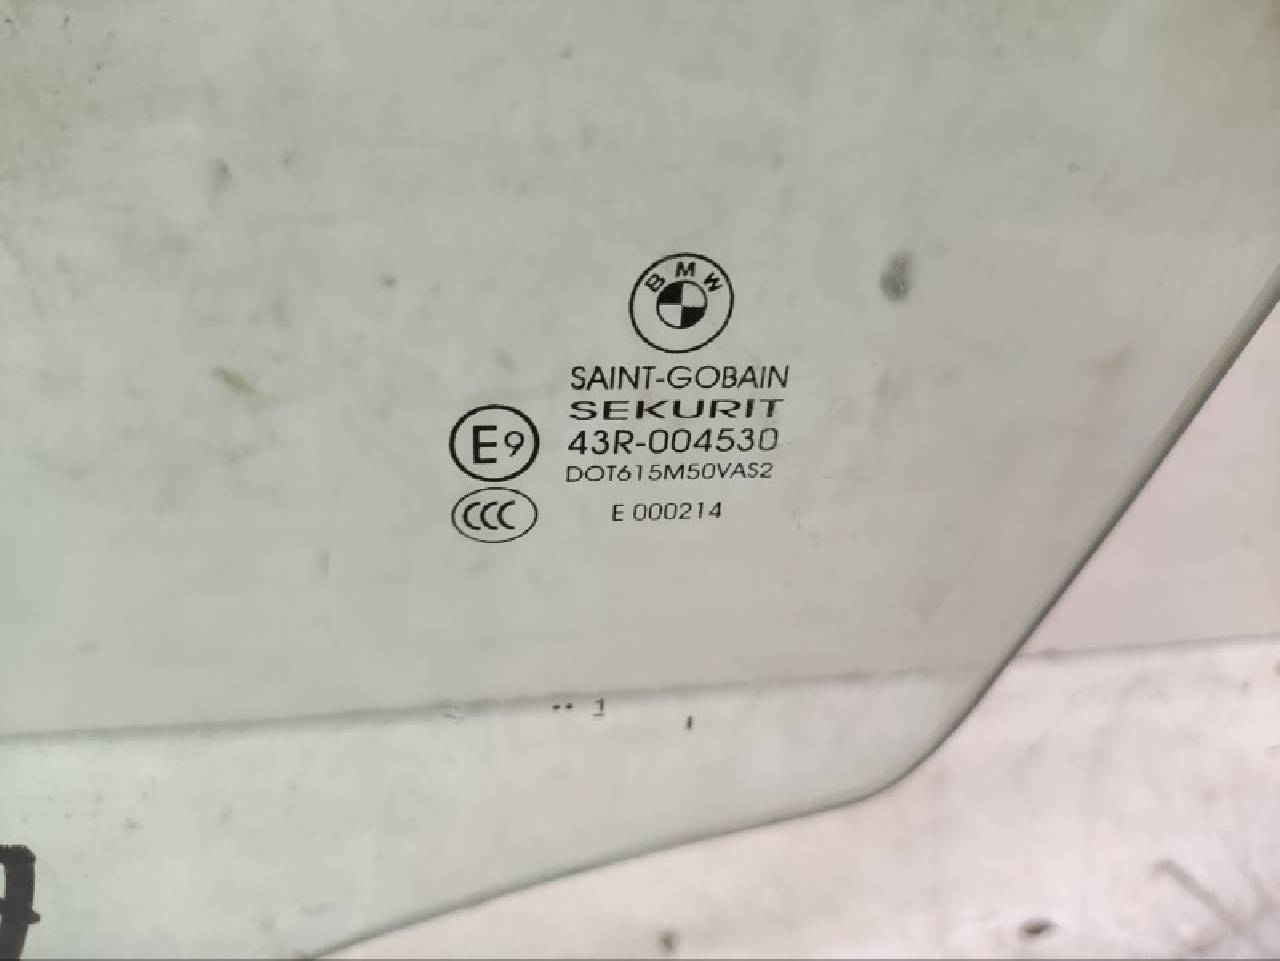 BMW
SAINT-GOBAIN
SEKURIT
E9 43R-004530
DOT615M50VAS2
CCC E 000214
.. 1